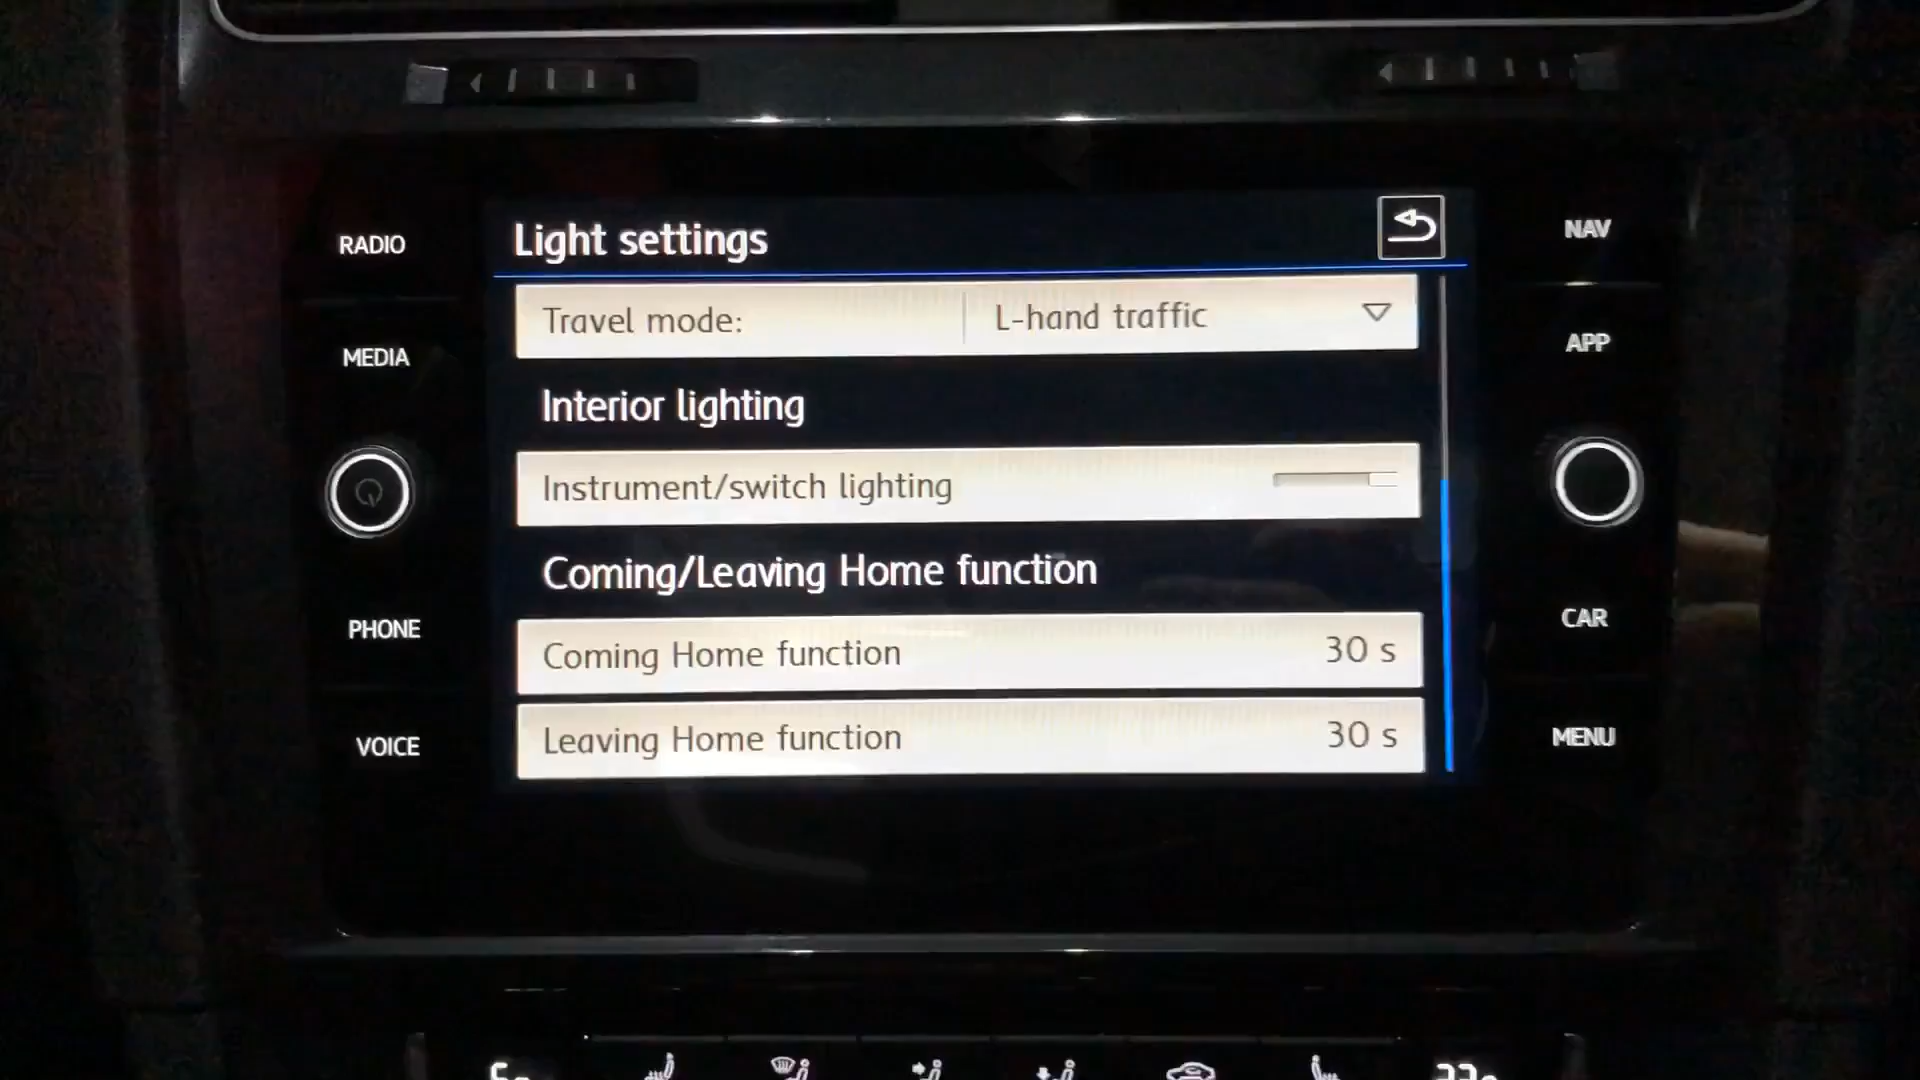 Light settings
Travel mode: L-hand traffic
Interior lighting
Instrument/switch lighting
Coming/Leaving Home function
Coming Home function 30 s
Leaving Home function 30 s
RADIO
MEDIA
PHONE
VOICE
NAV
APP
CAR
MENU